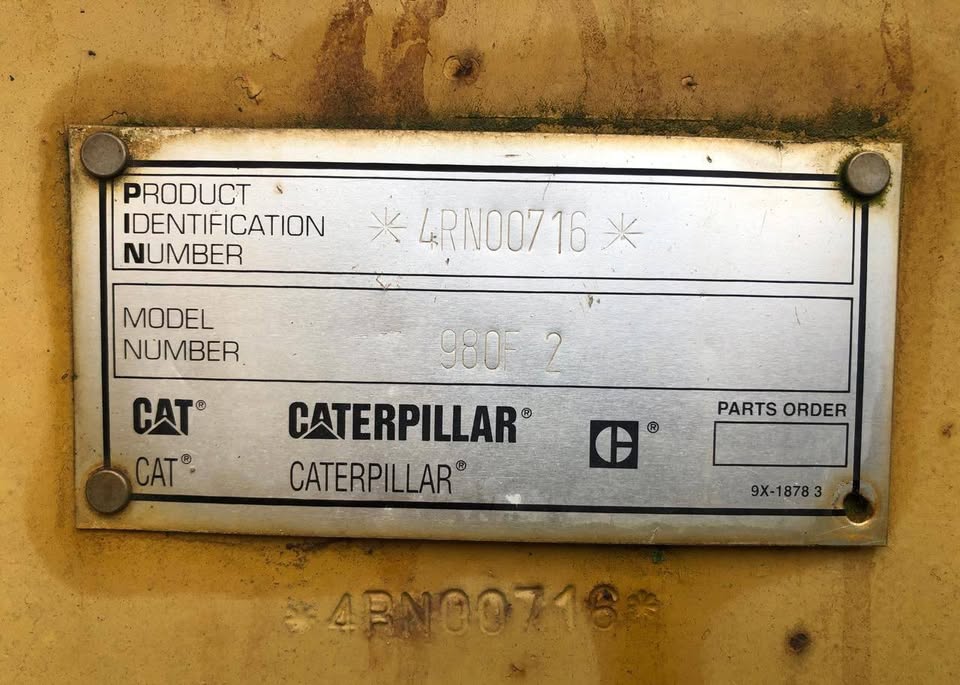 PRODUCT
IDENTIFICATION
NUMBER
*4RN00716*
MODEL
NUMBER
980F 2
CAT® CATERPILLAR® ®
PARTS ORDER
CAT® CATERPILLAR®
9X-1878 3
*4RN00716*